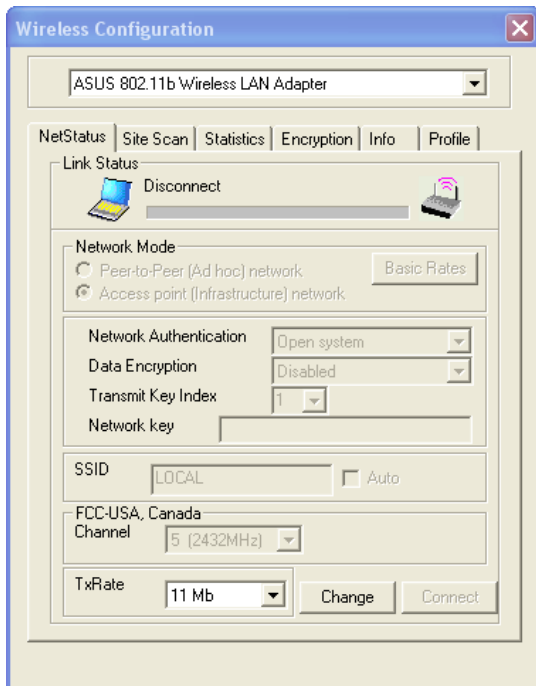 Wireless Configuration
ASUS 802.11b Wireless LAN Adapter
NetStatus Site Scan Statistics Encryption Info Profile
Link Status
Disconnect
Network Mode
Peer-to-Peer (Ad hoc) network
Basic Rates
Access point (Infrastructure) network
Network Authentication Open system
Data Encryption Disabled
Transmit Key Index 1
Network key
SSID LOCAL Auto
FCC-USA, Canada
Channel 5 (2432MHz)
TxRate 11 Mb Change Connect